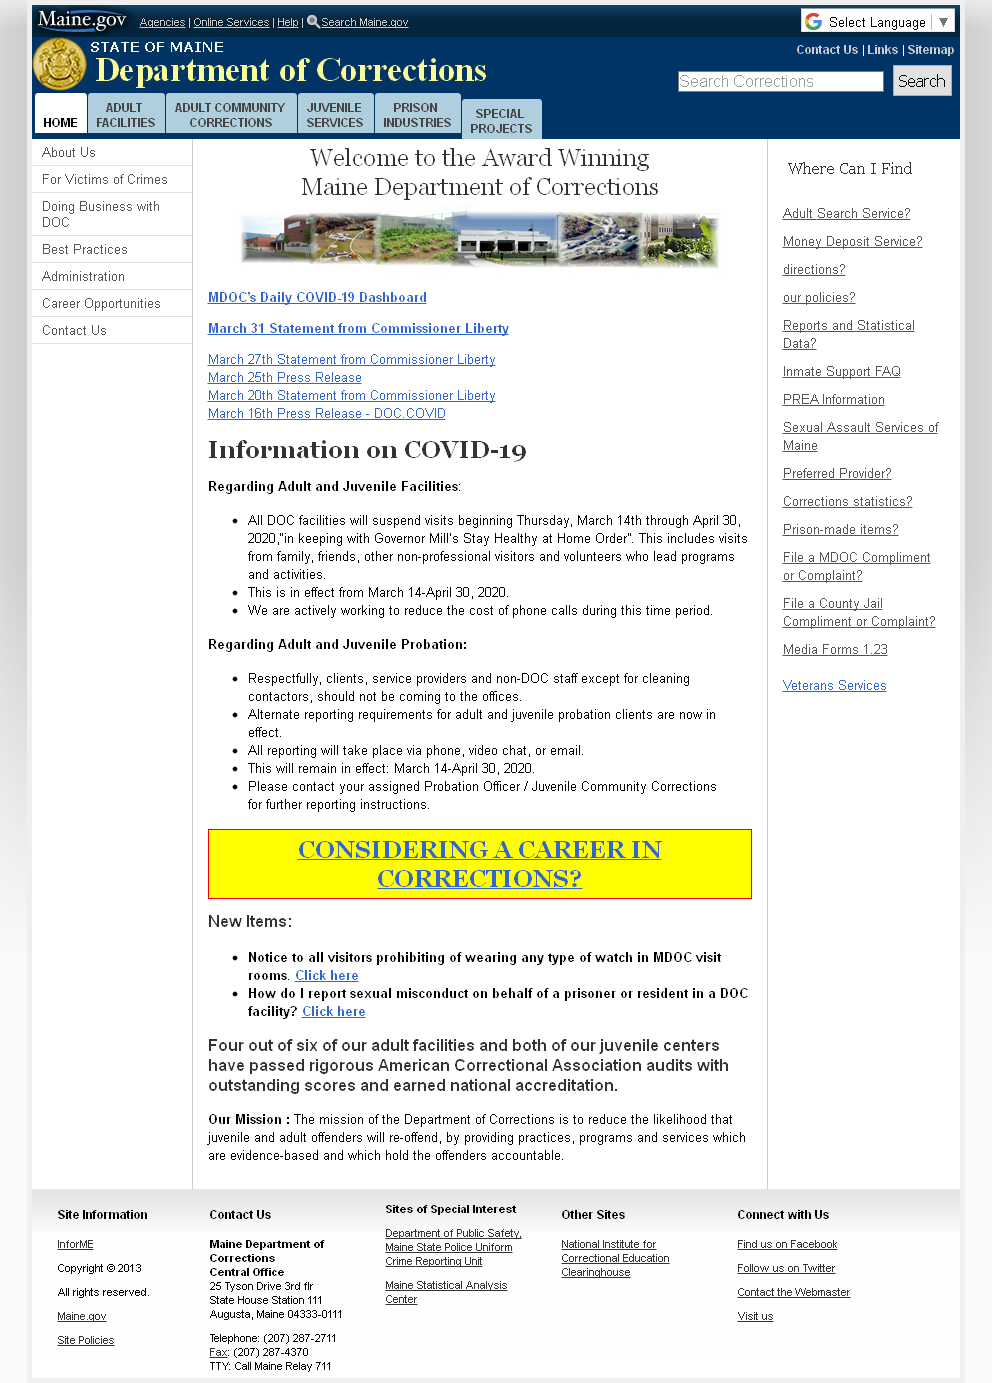 Maine.gov
Agencies | Online Services | Help | Search Maine.gov
Select Language ▼
STATE OF MAINE
Department of Corrections
Contact Us | Links | Sitemap
Search Corrections
Search
HOME
ADULT
FACILITIES
ADULT COMMUNITY
CORRECTIONS
JUVENILE
SERVICES
PRISON
INDUSTRIES
SPECIAL
PROJECTS
About Us
For Victims of Crimes
Doing Business with
DOC
Best Practices
Administration
Career Opportunities
Contact Us
Welcome to the Award Winning
Maine Department of Corrections
MDOC's Daily COVID-19 Dashboard
March 31 Statement from Commissioner Liberty
March 27th Statement from Commissioner Liberty
March 25th Press Release
March 20th Statement from Commissioner Liberty
March 16th Press Release - DOC.COVID
Information on COVID-19
Regarding Adult and Juvenile Facilities:
• All DOC facilities will suspend visits beginning Thursday, March 14th through April 30,
2020,"in keeping with Governor Mill's Stay Healthy at Home Order". This includes visits
from family, friends, other non-professional visitors and volunteers who lead programs
and activities.
• This is in effect from March 14-April 30, 2020.
• We are actively working to reduce the cost of phone calls during this time period.
Regarding Adult and Juvenile Probation:
• Respectfully, clients, service providers and non-DOC staff except for cleaning
contactors, should not be coming to the offices.
• Alternate reporting requirements for adult and juvenile probation clients are now in
effect.
• All reporting will take place via phone, video chat, or email.
• This will remain in effect: March 14-April 30, 2020.
• Please contact your assigned Probation Officer / Juvenile Community Corrections
for further reporting instructions.
CONSIDERING A CAREER IN
CORRECTIONS?
New Items:
• Notice to all visitors prohibiting of wearing any type of watch in MDOC visit
rooms. Click here
• How do I report sexual misconduct on behalf of a prisoner or resident in a DOC
facility? Click here
Four out of six of our adult facilities and both of our juvenile centers
have passed rigorous American Correctional Association audits with
outstanding scores and earned national accreditation.
Our Mission : The mission of the Department of Corrections is to reduce the likelihood that
juvenile and adult offenders will re-offend, by providing practices, programs and services which
are evidence-based and which hold the offenders accountable.
Where Can I Find
Adult Search Service?
Money Deposit Service?
directions?
our policies?
Reports and Statistical
Data?
Inmate Support FAQ
PREA Information
Sexual Assault Services of
Maine
Preferred Provider?
Corrections statistics?
Prison-made items?
File a MDOC Compliment
or Complaint?
File a County Jail
Compliment or Complaint?
Media Forms 1.23
Veterans Services
Site Information
InforME
Copyright © 2013
All rights reserved.
Maine.gov
Site Policies
Contact Us
Maine Department of
Corrections
Central Office
25 Tyson Drive 3rd flr
State House Station 111
Augusta, Maine 04333-0111
Telephone: (207) 287-2711
Fax: (207) 287-4370
TTY: Call Maine Relay 711
Sites of Special Interest
Department of Public Safety,
Maine State Police Uniform
Crime Reporting Unit
Maine Statistical Analysis
Center
Other Sites
National Institute for
Correctional Education
Clearinghouse
Connect with Us
Find us on Facebook
Follow us on Twitter
Contact the Webmaster
Visit us